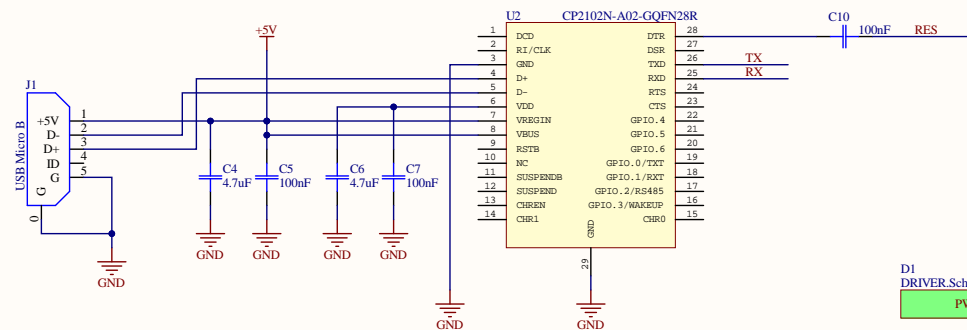 U2 CP2102N-A02-GQFN28R
C10
100nF
RES
+5V
1 DCD DTR 28
2 RI/CLK DSR 27
3 GND TXD 26 TX
4 D+ RXD 25 RX
5 D- RTS 24
6 VDD CTS 23
7 VREGIN GPIO.4 22
8 VBUS GPIO.5 21
9 RSTB GPIO.6 20
10 NC GPIO.0/TXT 19
11 SUSPENDB GPIO.1/RXT 18
12 SUSPEND GPIO.2/RS485 17
13 CHREN GPIO.3/WAKEUP 16
14 CHR1 CHR0 15
GND
29
J1
USB Micro B
+5V 1
D- 2
D+ 3
ID 4
G 5
G
0
C4
4.7uF
C5
100nF
C6
4.7uF
C7
100nF
GND GND GND GND
GND
GND GND
D1
DRIVER.Sch